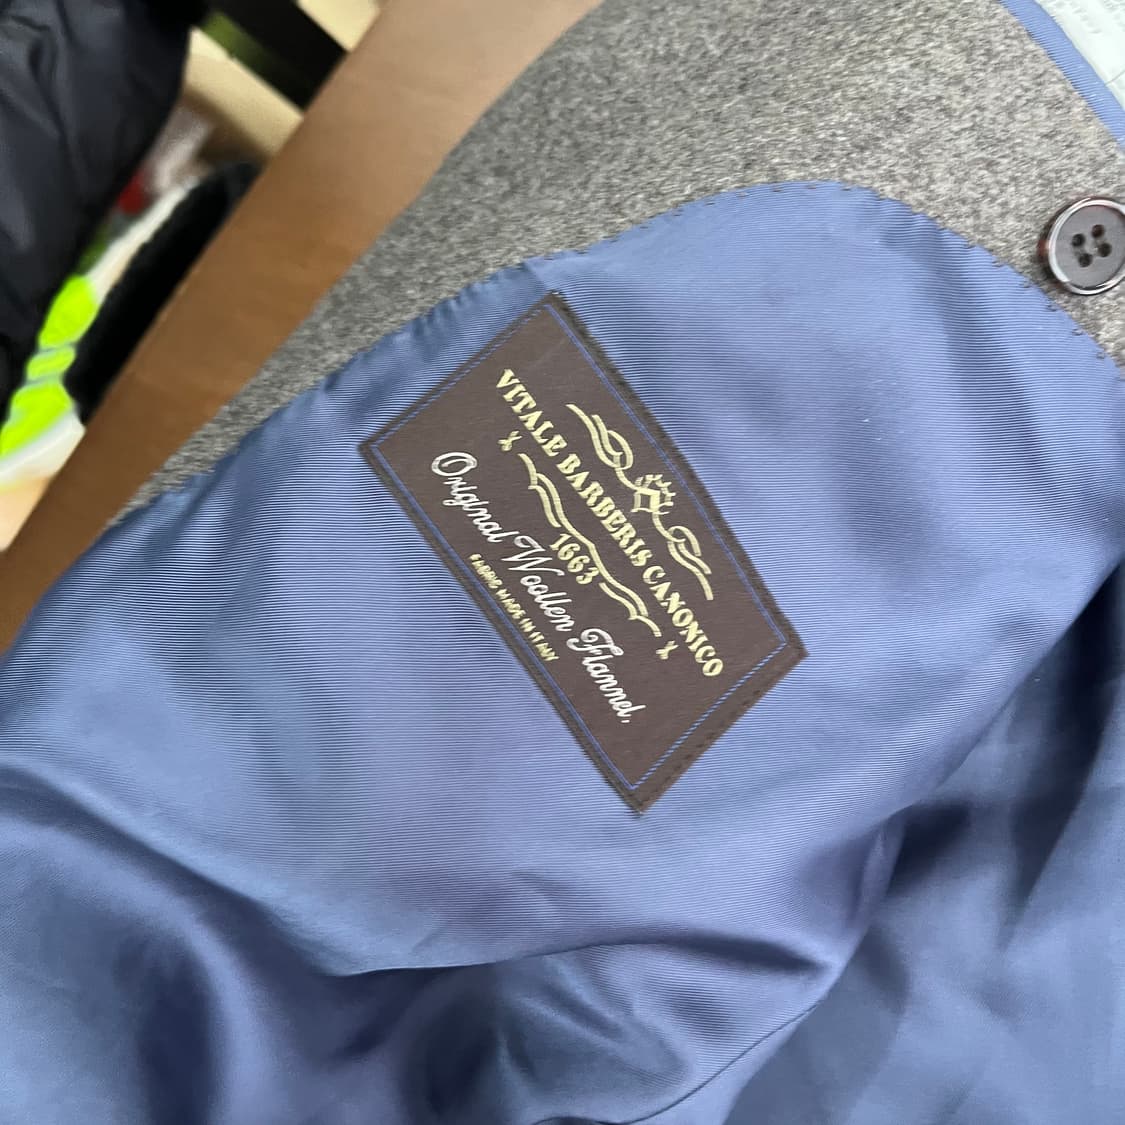 VITALE BARBERIS CANONICO
1663
Original Woollen Flannel.
FABRIC MADE IN ITALY